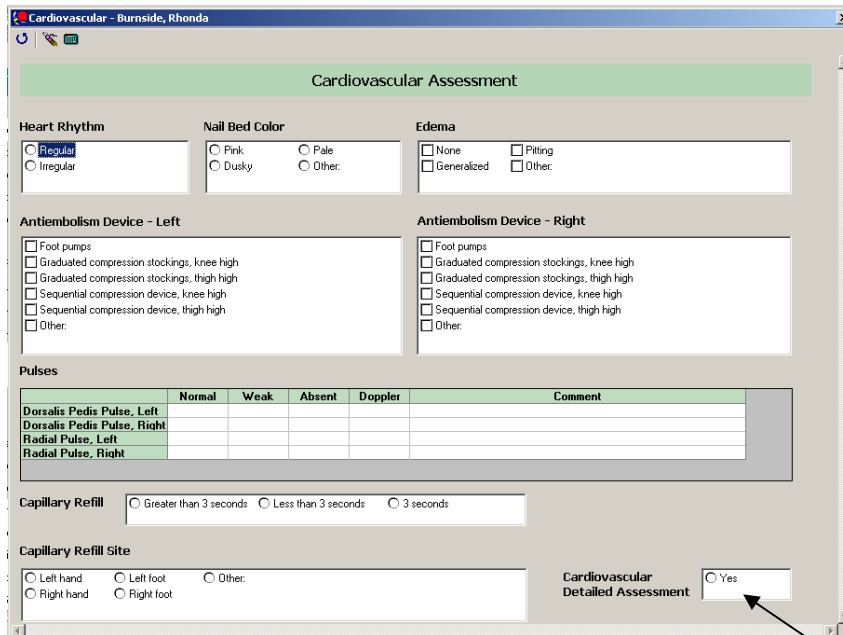 Cardiovascular - Burnside, Rhonda
Cardiovascular Assessment
Heart Rhythm Nail Bed Color Edema
Regular Pink Pale None Pitting
Irregular Dusky Other: Generalized Other:
Antiembolism Device - Left Antiembolism Device - Right
Foot pumps Foot pumps
Graduated compression stockings, knee high Graduated compression stockings, knee high
Graduated compression stockings, thigh high Graduated compression stockings, thigh high
Sequential compression device, knee high Sequential compression device, knee high
Sequential compression device, thigh high Sequential compression device, thigh high
Other: Other:
Pulses
Normal Weak Absent Doppler Comment
Dorsalis Pedis Pulse, Left
Dorsalis Pedis Pulse, Right
Radial Pulse, Left
Radial Pulse, Right
Capillary Refill Greater than 3 seconds Less than 3 seconds 3 seconds
Capillary Refill Site
Left hand Left foot Other: Cardiovascular Yes
Right hand Right foot Detailed Assessment